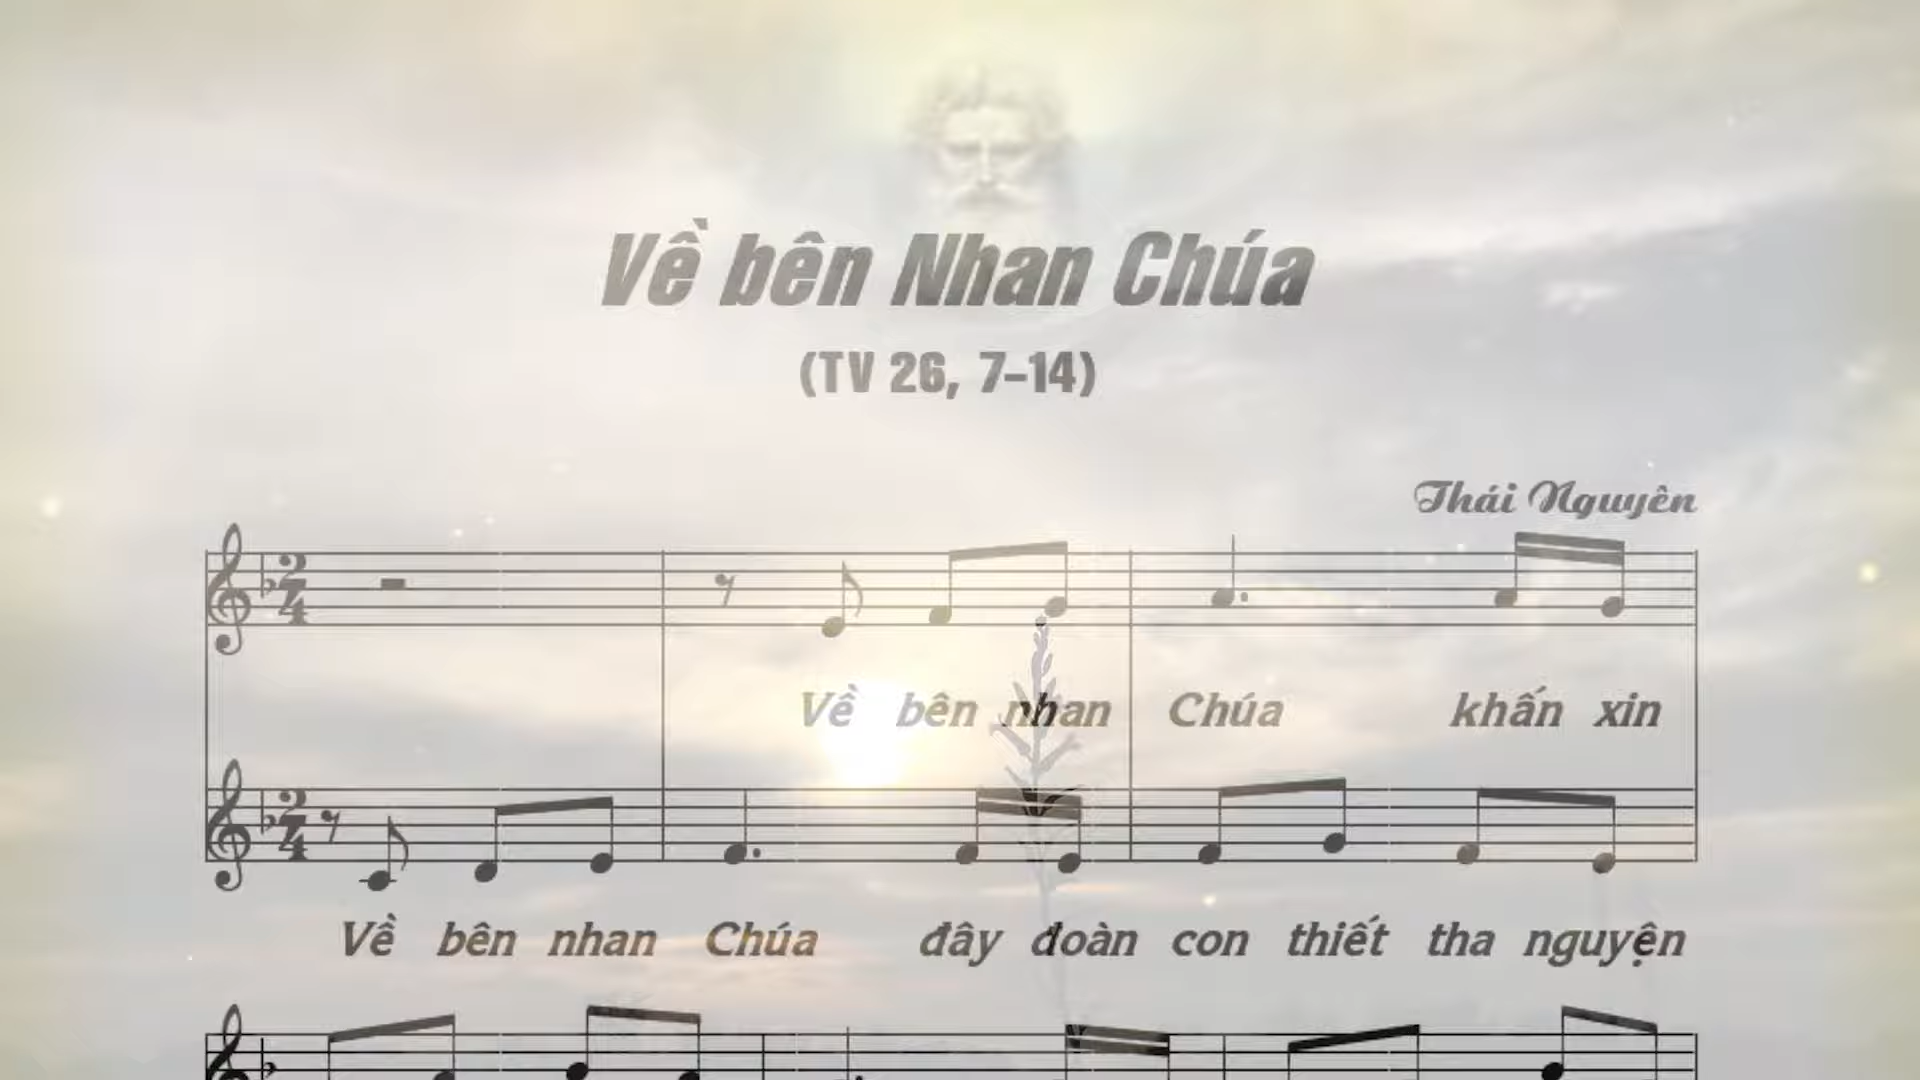 Về bên Nhan Chúa
(TV 26, 7-14)
Thái Nguyên
Về bên nhan Chúa khấn xin
Về bên nhan Chúa đây đoàn con thiết tha nguyện